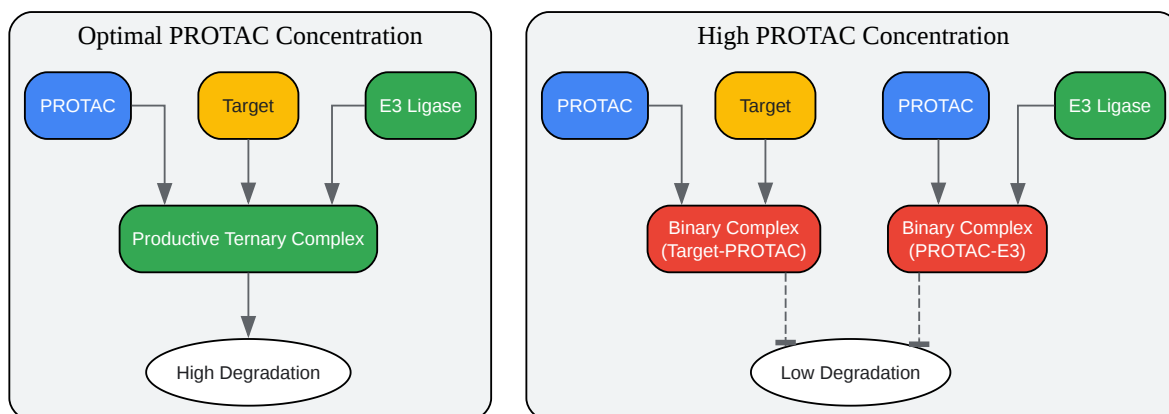 Optimal PROTAC Concentration
PROTAC
Target
E3 Ligase
Productive Ternary Complex
High Degradation
High PROTAC Concentration
PROTAC
Target
PROTAC
E3 Ligase
Binary Complex
(Target-PROTAC)
Binary Complex
(PROTAC-E3)
Low Degradation